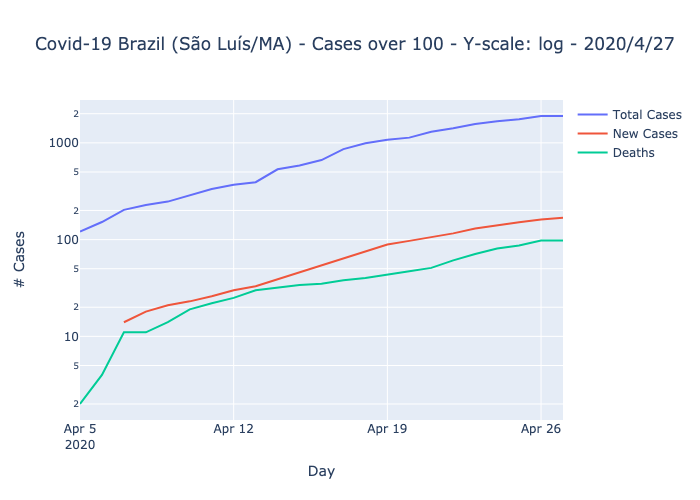 Covid-19 Brazil (São Luís/MA) - Cases over 100 - Y-scale: log - 2020/4/27
Total Cases
New Cases
Deaths
2
1000
5
2
100
5
2
10
5
2
# Cases
Apr 5
2020
Apr 12
Apr 19
Apr 26
Day